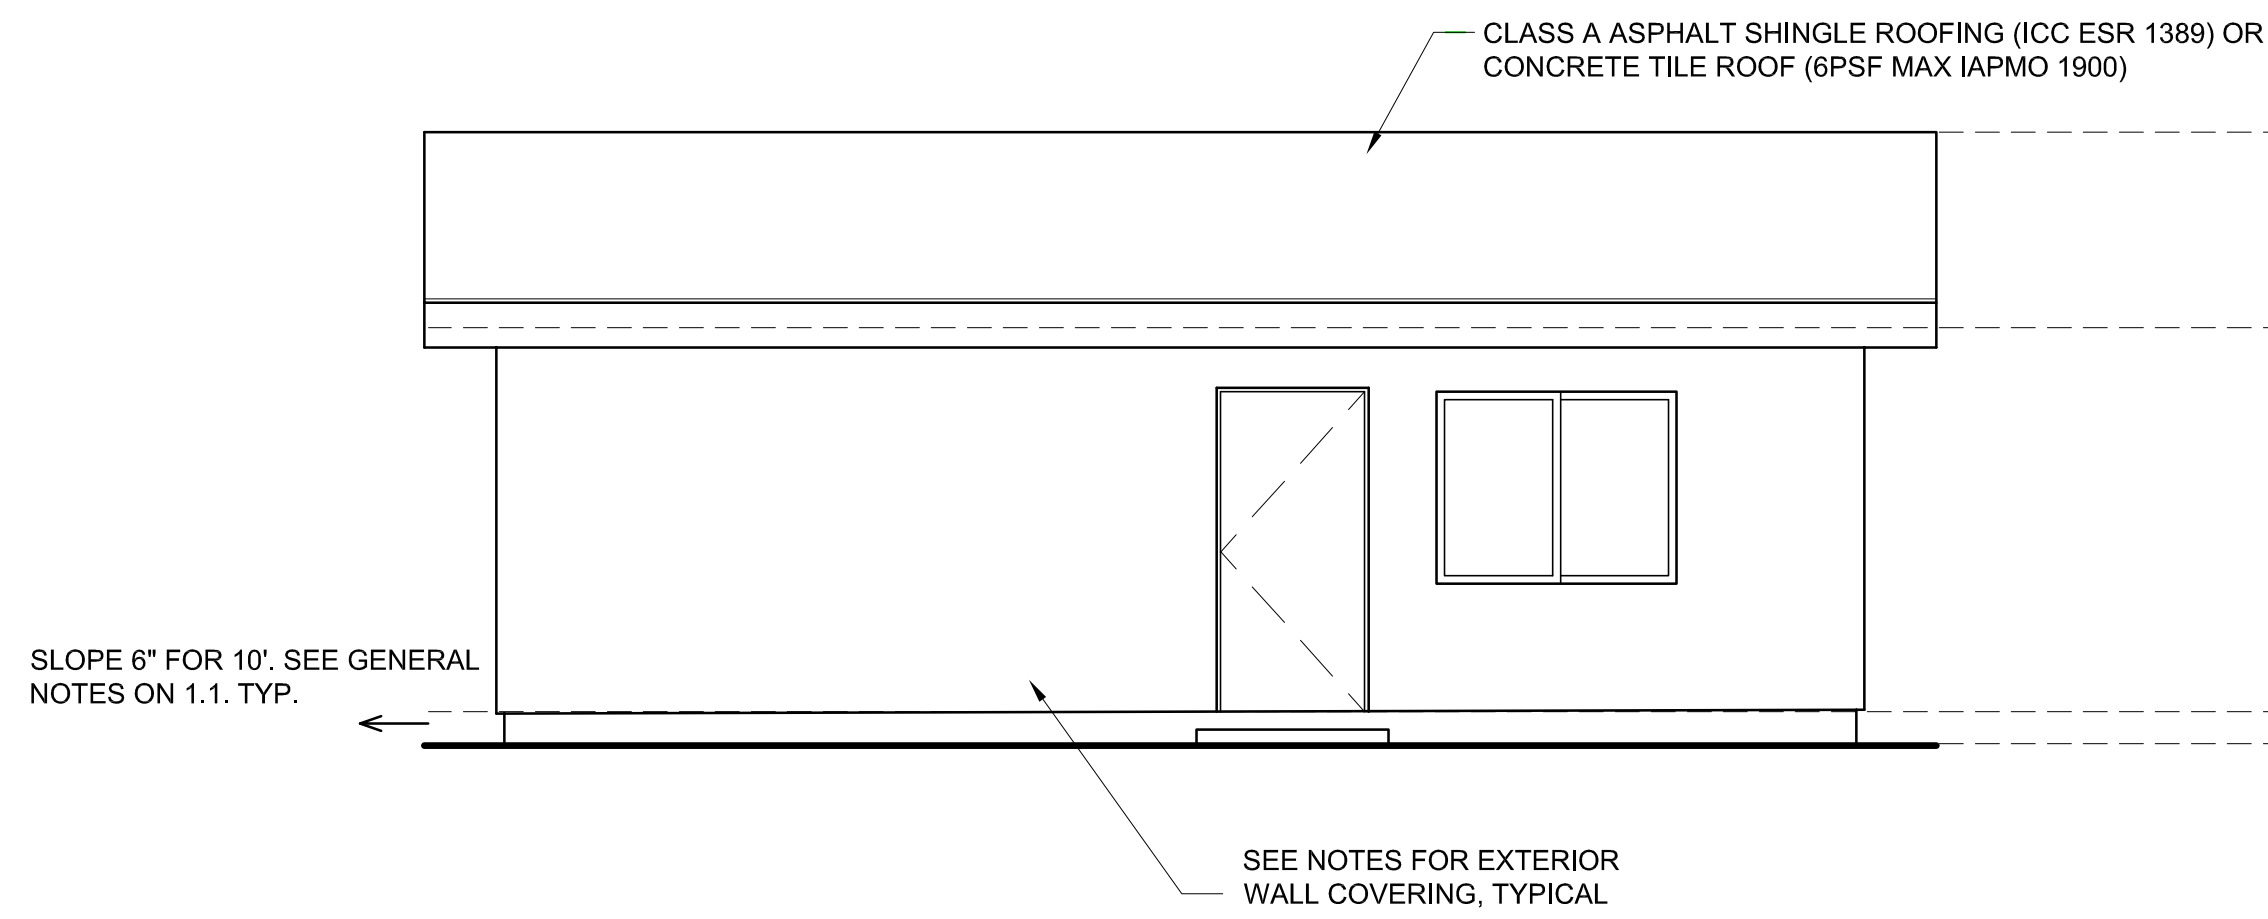 CLASS A ASPHALT SHINGLE ROOFING (ICC ESR 1389) OR
CONCRETE TILE ROOF (6PSF MAX IAPMO 1900)
SLOPE 6" FOR 10'. SEE GENERAL
NOTES ON 1.1. TYP.
SEE NOTES FOR EXTERIOR
WALL COVERING, TYPICAL